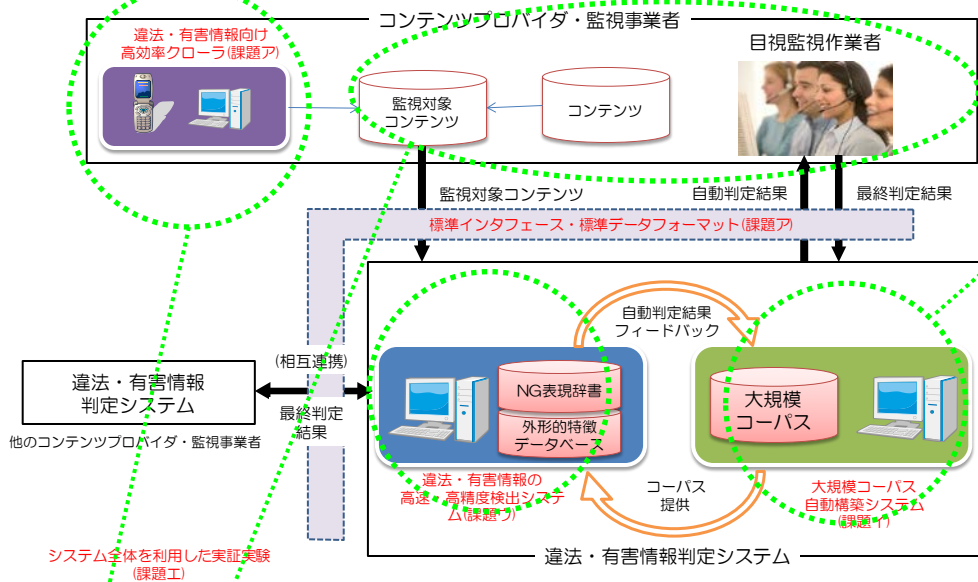 コンテンツプロバイダ・監視事業者
違法・有害情報向け
高効率クローラ(課題ア)
目視監視作業者
監視対象
コンテンツ
コンテンツ
監視対象コンテンツ
自動判定結果
最終判定結果
標準インタフェース・標準データフォーマット(課題ア)
自動判定結果
フィードバック
(相互連携)
違法・有害情報
判定システム
最終判定
結果
他のコンテンツプロバイダ・監視事業者
NG表現辞書
外形的特徴
データベース
大規模
コーパス
違法・有害情報の
高速・高精度検出システ
ム(課題ウ)
コーパス
提供
大規模コーパス
自動構築システム
(課題イ)
システム全体を利用した実証実験
(課題エ)
違法・有害情報判定システム